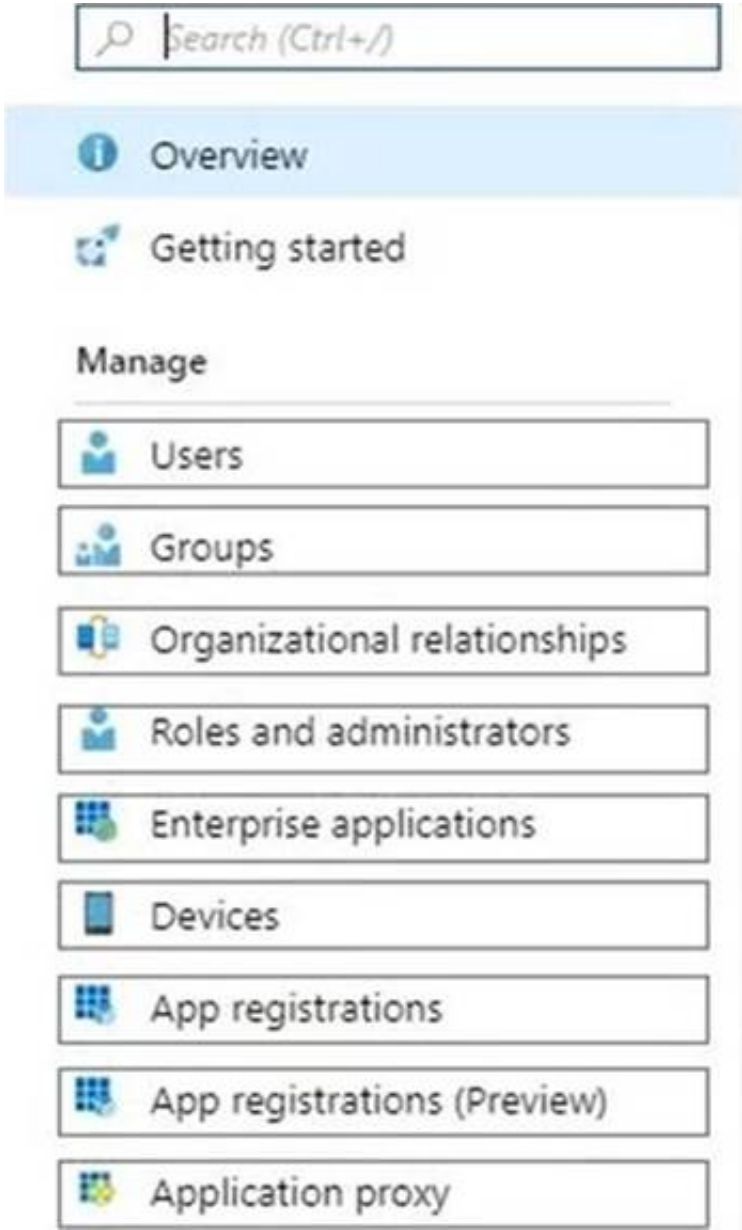 Search (Ctrl+/)
Overview
Getting started
Manage
Users
Groups
Organizational relationships
Roles and administrators
Enterprise applications
Devices
App registrations
App registrations (Preview)
Application proxy